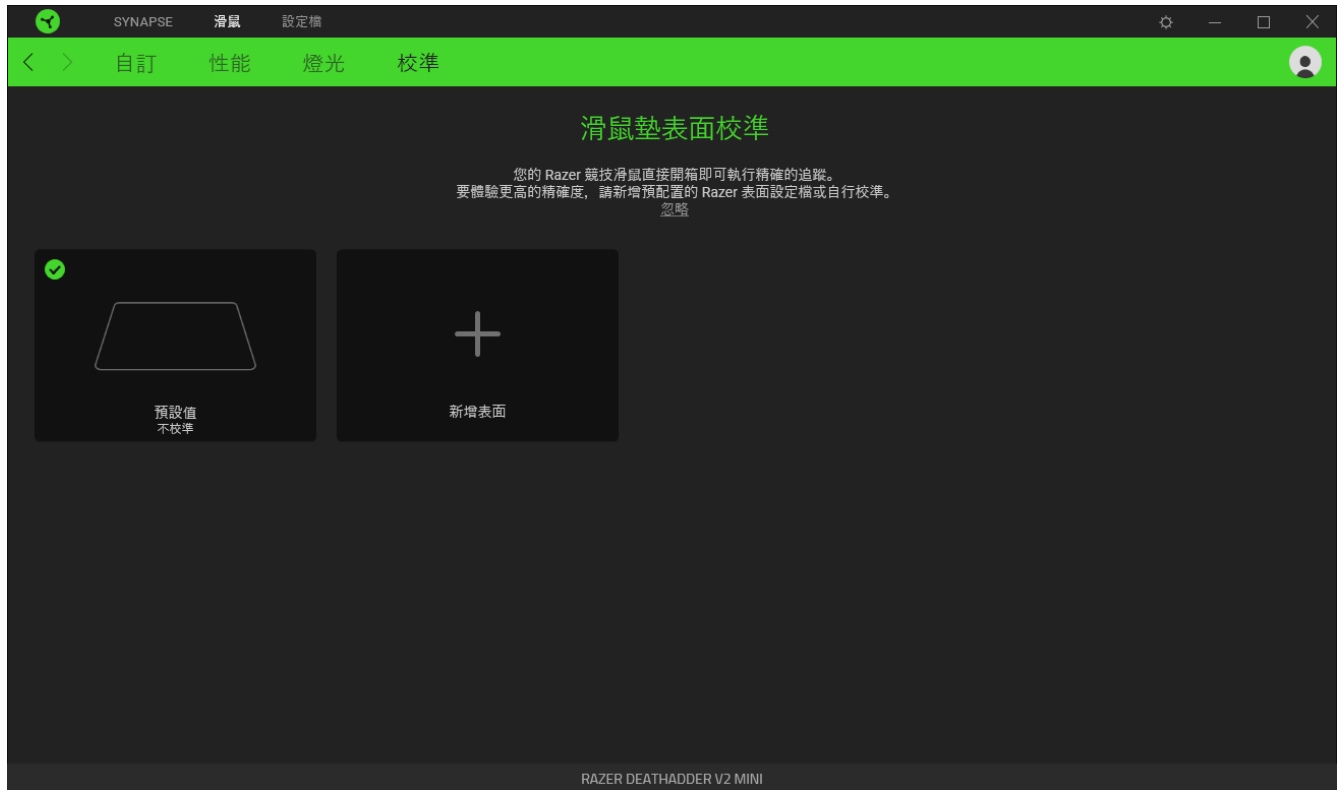 SYNAPSE 滑鼠 設定檔
自訂 性能 燈光 校準
滑鼠墊表面校準
您的 Razer 競技滑鼠直接開箱即可執行精確的追蹤。
要體驗更高的精確度，請新增預配置的 Razer 表面設定檔或自行校準。
忽略
預設值
不校準
新增表面
RAZER DEATHADDER V2 MINI